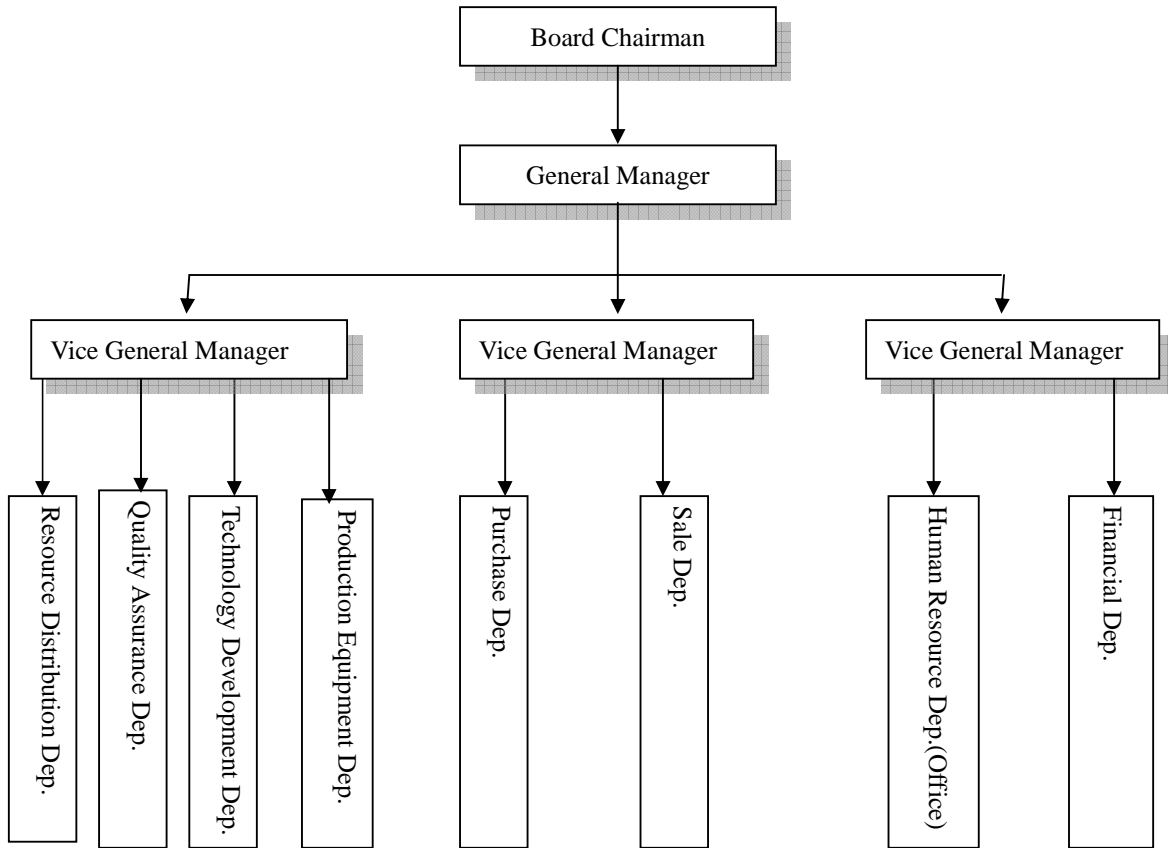 Board Chairman
General Manager
Vice General Manager
Vice General Manager
Vice General Manager
Resource Distribution Dep.
Quality Assurance Dep.
Technology Development Dep.
Production Equipment Dep.
Purchase Dep.
Sale Dep.
Human Resource Dep.(Office)
Financial Dep.